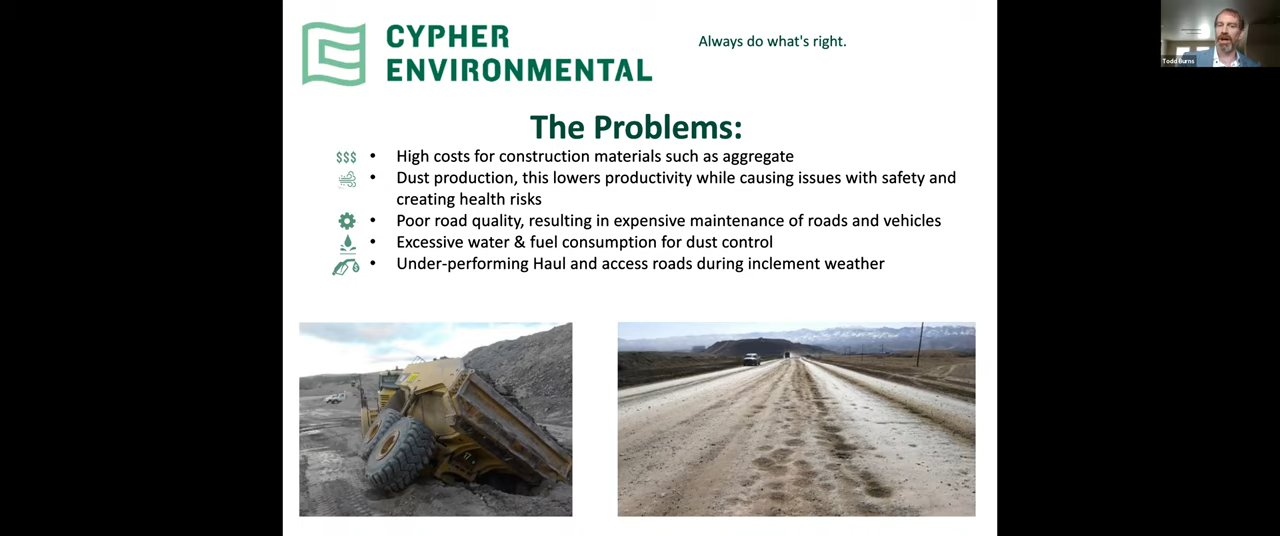 CYPHER
ENVIRONMENTAL
Always do what's right.
Todd Burns
The Problems:
$$$ • High costs for construction materials such as aggregate
• Dust production, this lowers productivity while causing issues with safety and
creating health risks
• Poor road quality, resulting in expensive maintenance of roads and vehicles
• Excessive water & fuel consumption for dust control
• Under-performing Haul and access roads during inclement weather